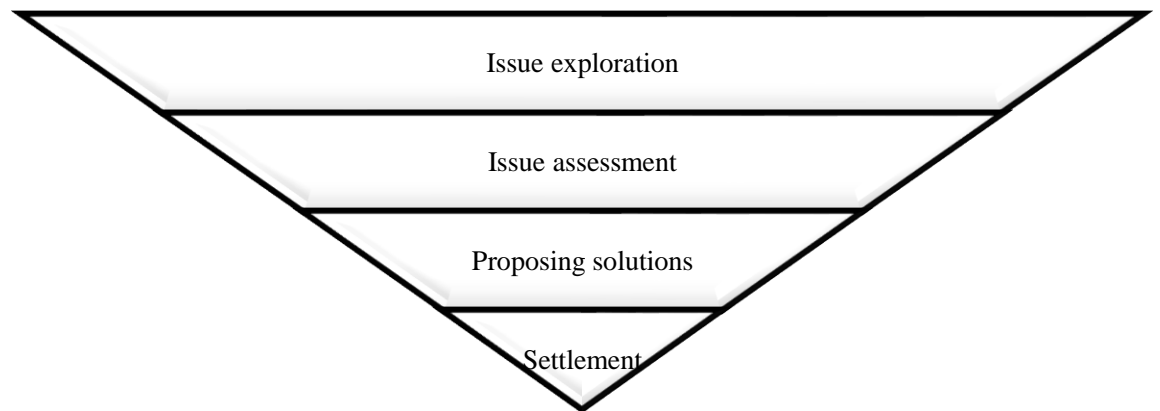 Issue exploration
Issue assessment
Proposing solutions
Settlement